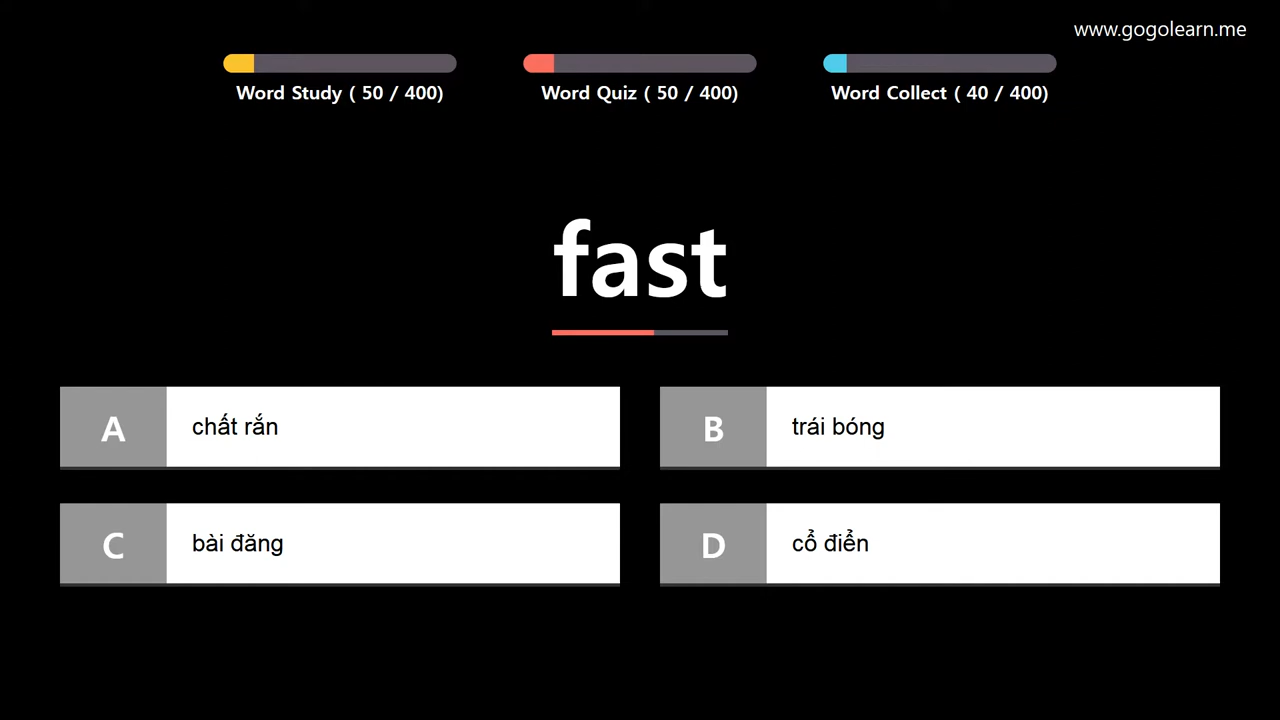 www.gogolearn.me
Word Study ( 50 / 400)
Word Quiz ( 50 / 400)
Word Collect ( 40 / 400)
fast
A chất rắn
B trái bóng
C bài đăng
D cổ điển